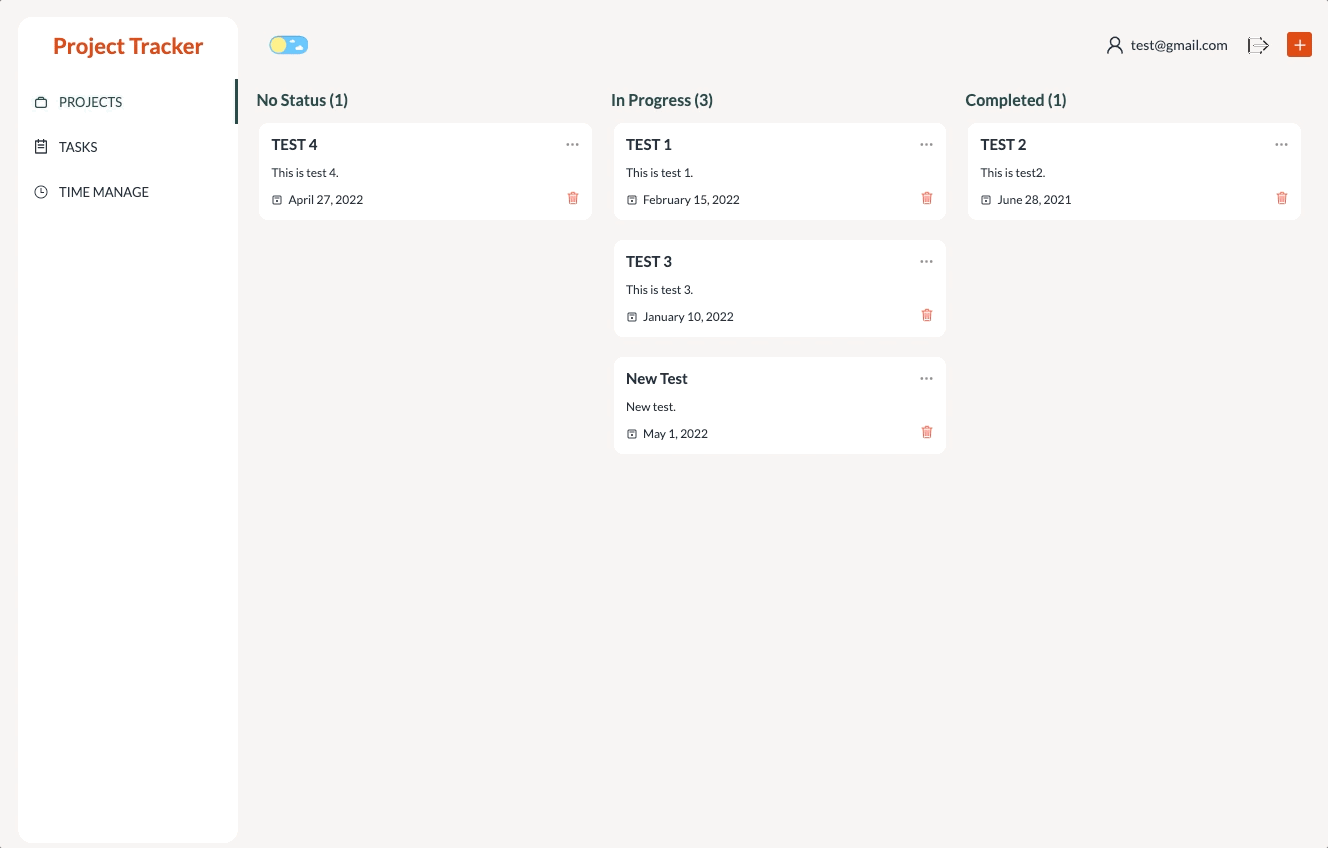 Project Tracker
PROJECTS
TASKS
TIME MANAGE
test@gmail.com
No Status (1)
TEST 4
This is test 4.
April 27, 2022
In Progress (3)
TEST 1
This is test 1.
February 15, 2022
TEST 3
This is test 3.
January 10, 2022
New Test
New test.
May 1, 2022
Completed (1)
TEST 2
This is test2.
June 28, 2021